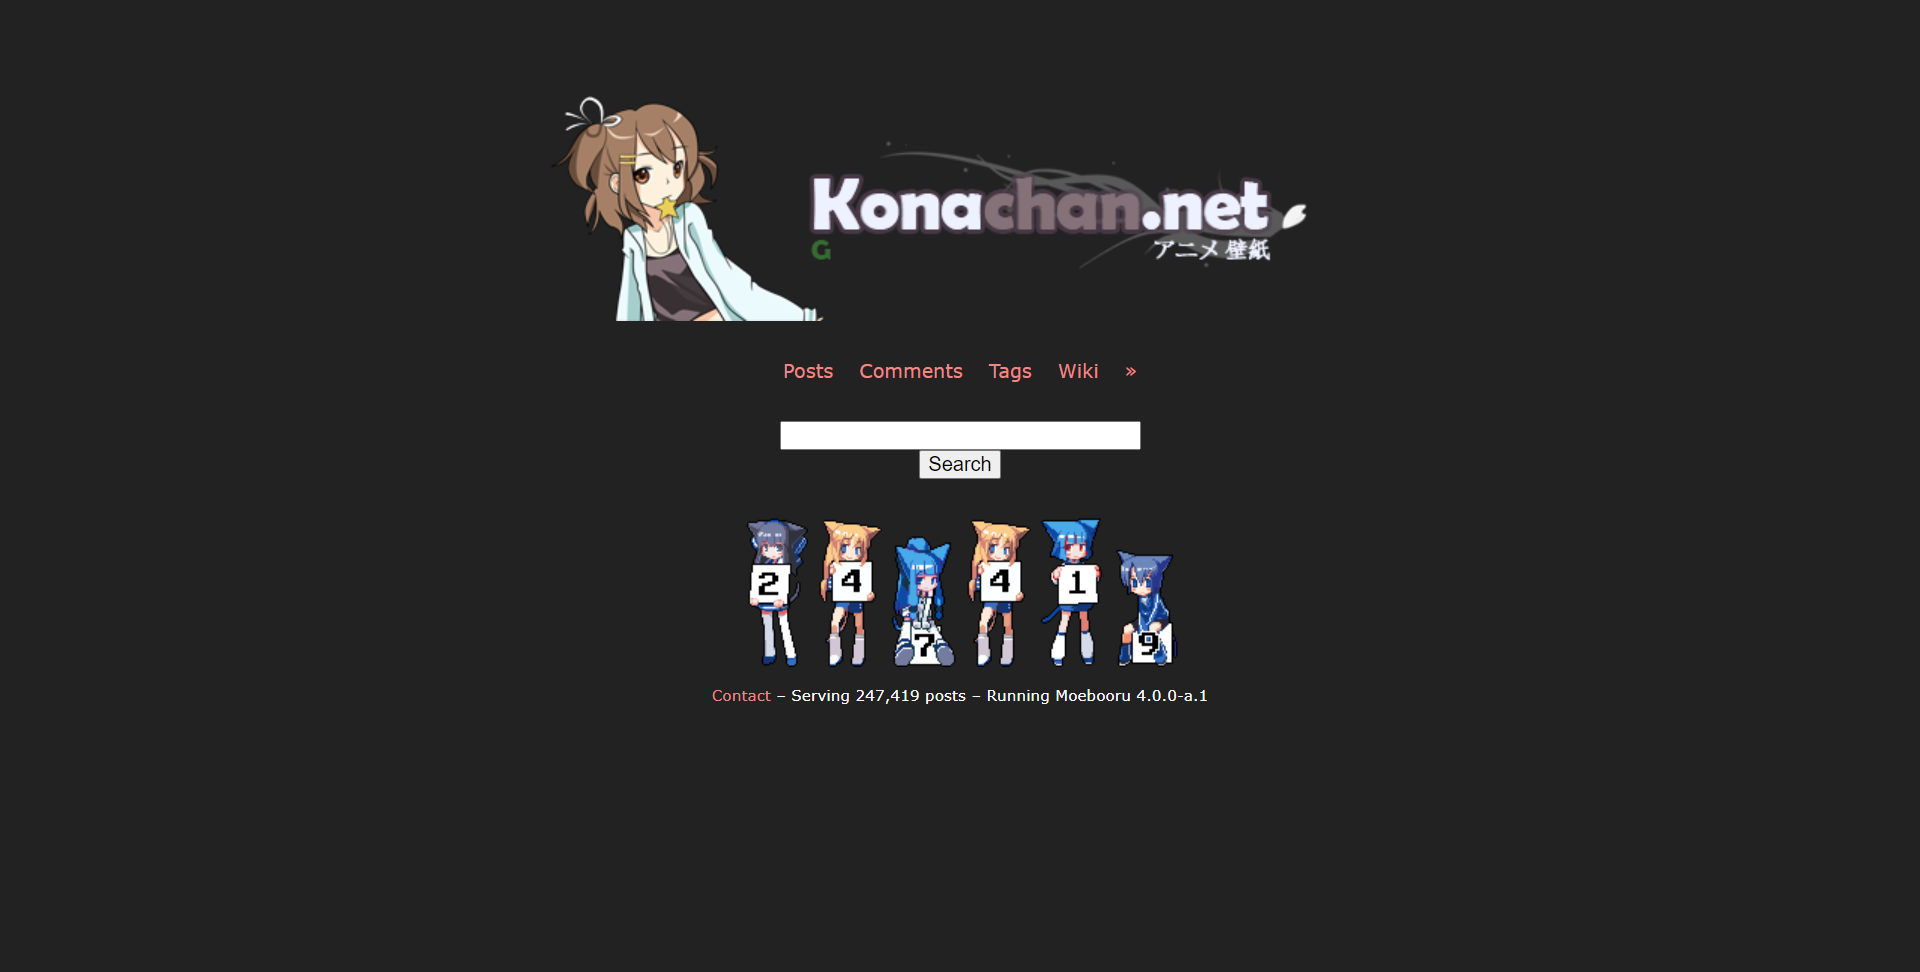 Konachan.net
G アニメ 壁紙
Posts Comments Tags Wiki »
Search
2 4 7 4 1 9
Contact – Serving 247,419 posts – Running Moebooru 4.0.0-a.1